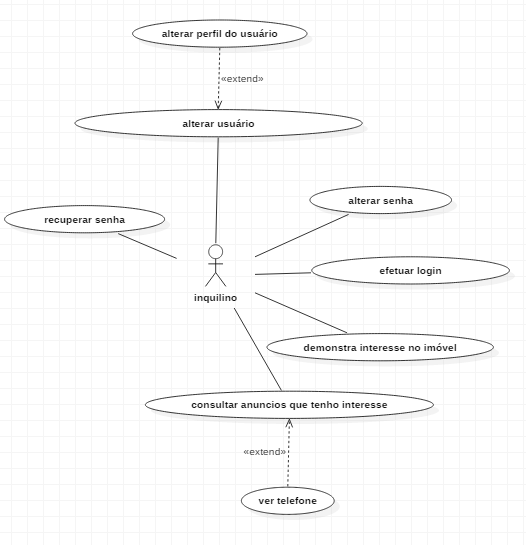 alterar perfil do usuário
«extend»
alterar usuário
alterar senha
recuperar senha
efetuar login
inquilino
demonstra interesse no imóvel
consultar anuncios que tenho interesse
«extend»
ver telefone